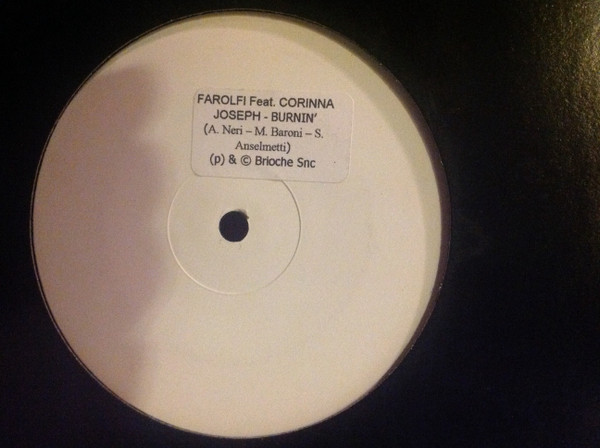 FAROLFI Feat. CORINNA
JOSEPH - BURNIN'
(A. Neri – M. Baroni – S.
Anselmetti)
(p) & © Brioche Snc